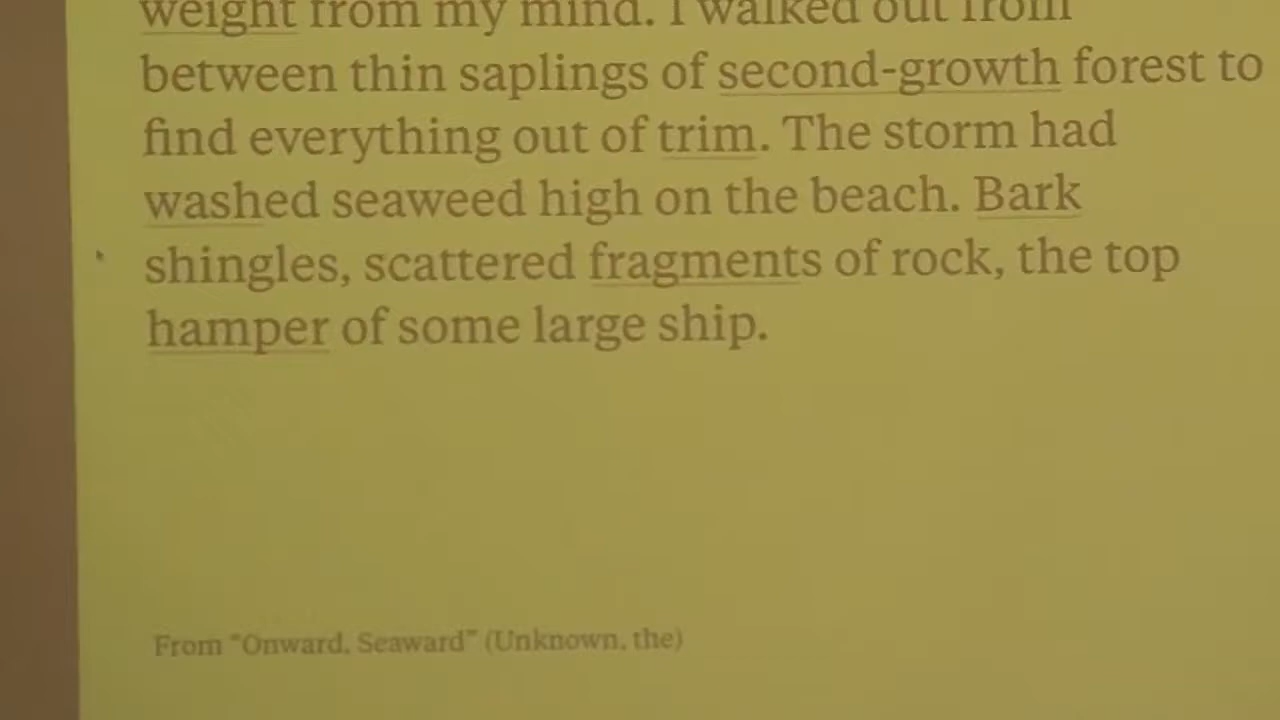 weight from my mind. I walked out from
between thin saplings of second-growth forest to
find everything out of trim. The storm had
washed seaweed high on the beach. Bark
shingles, scattered fragments of rock, the top
hamper of some large ship.
From "Onward, Seaward" (Unknown, the)